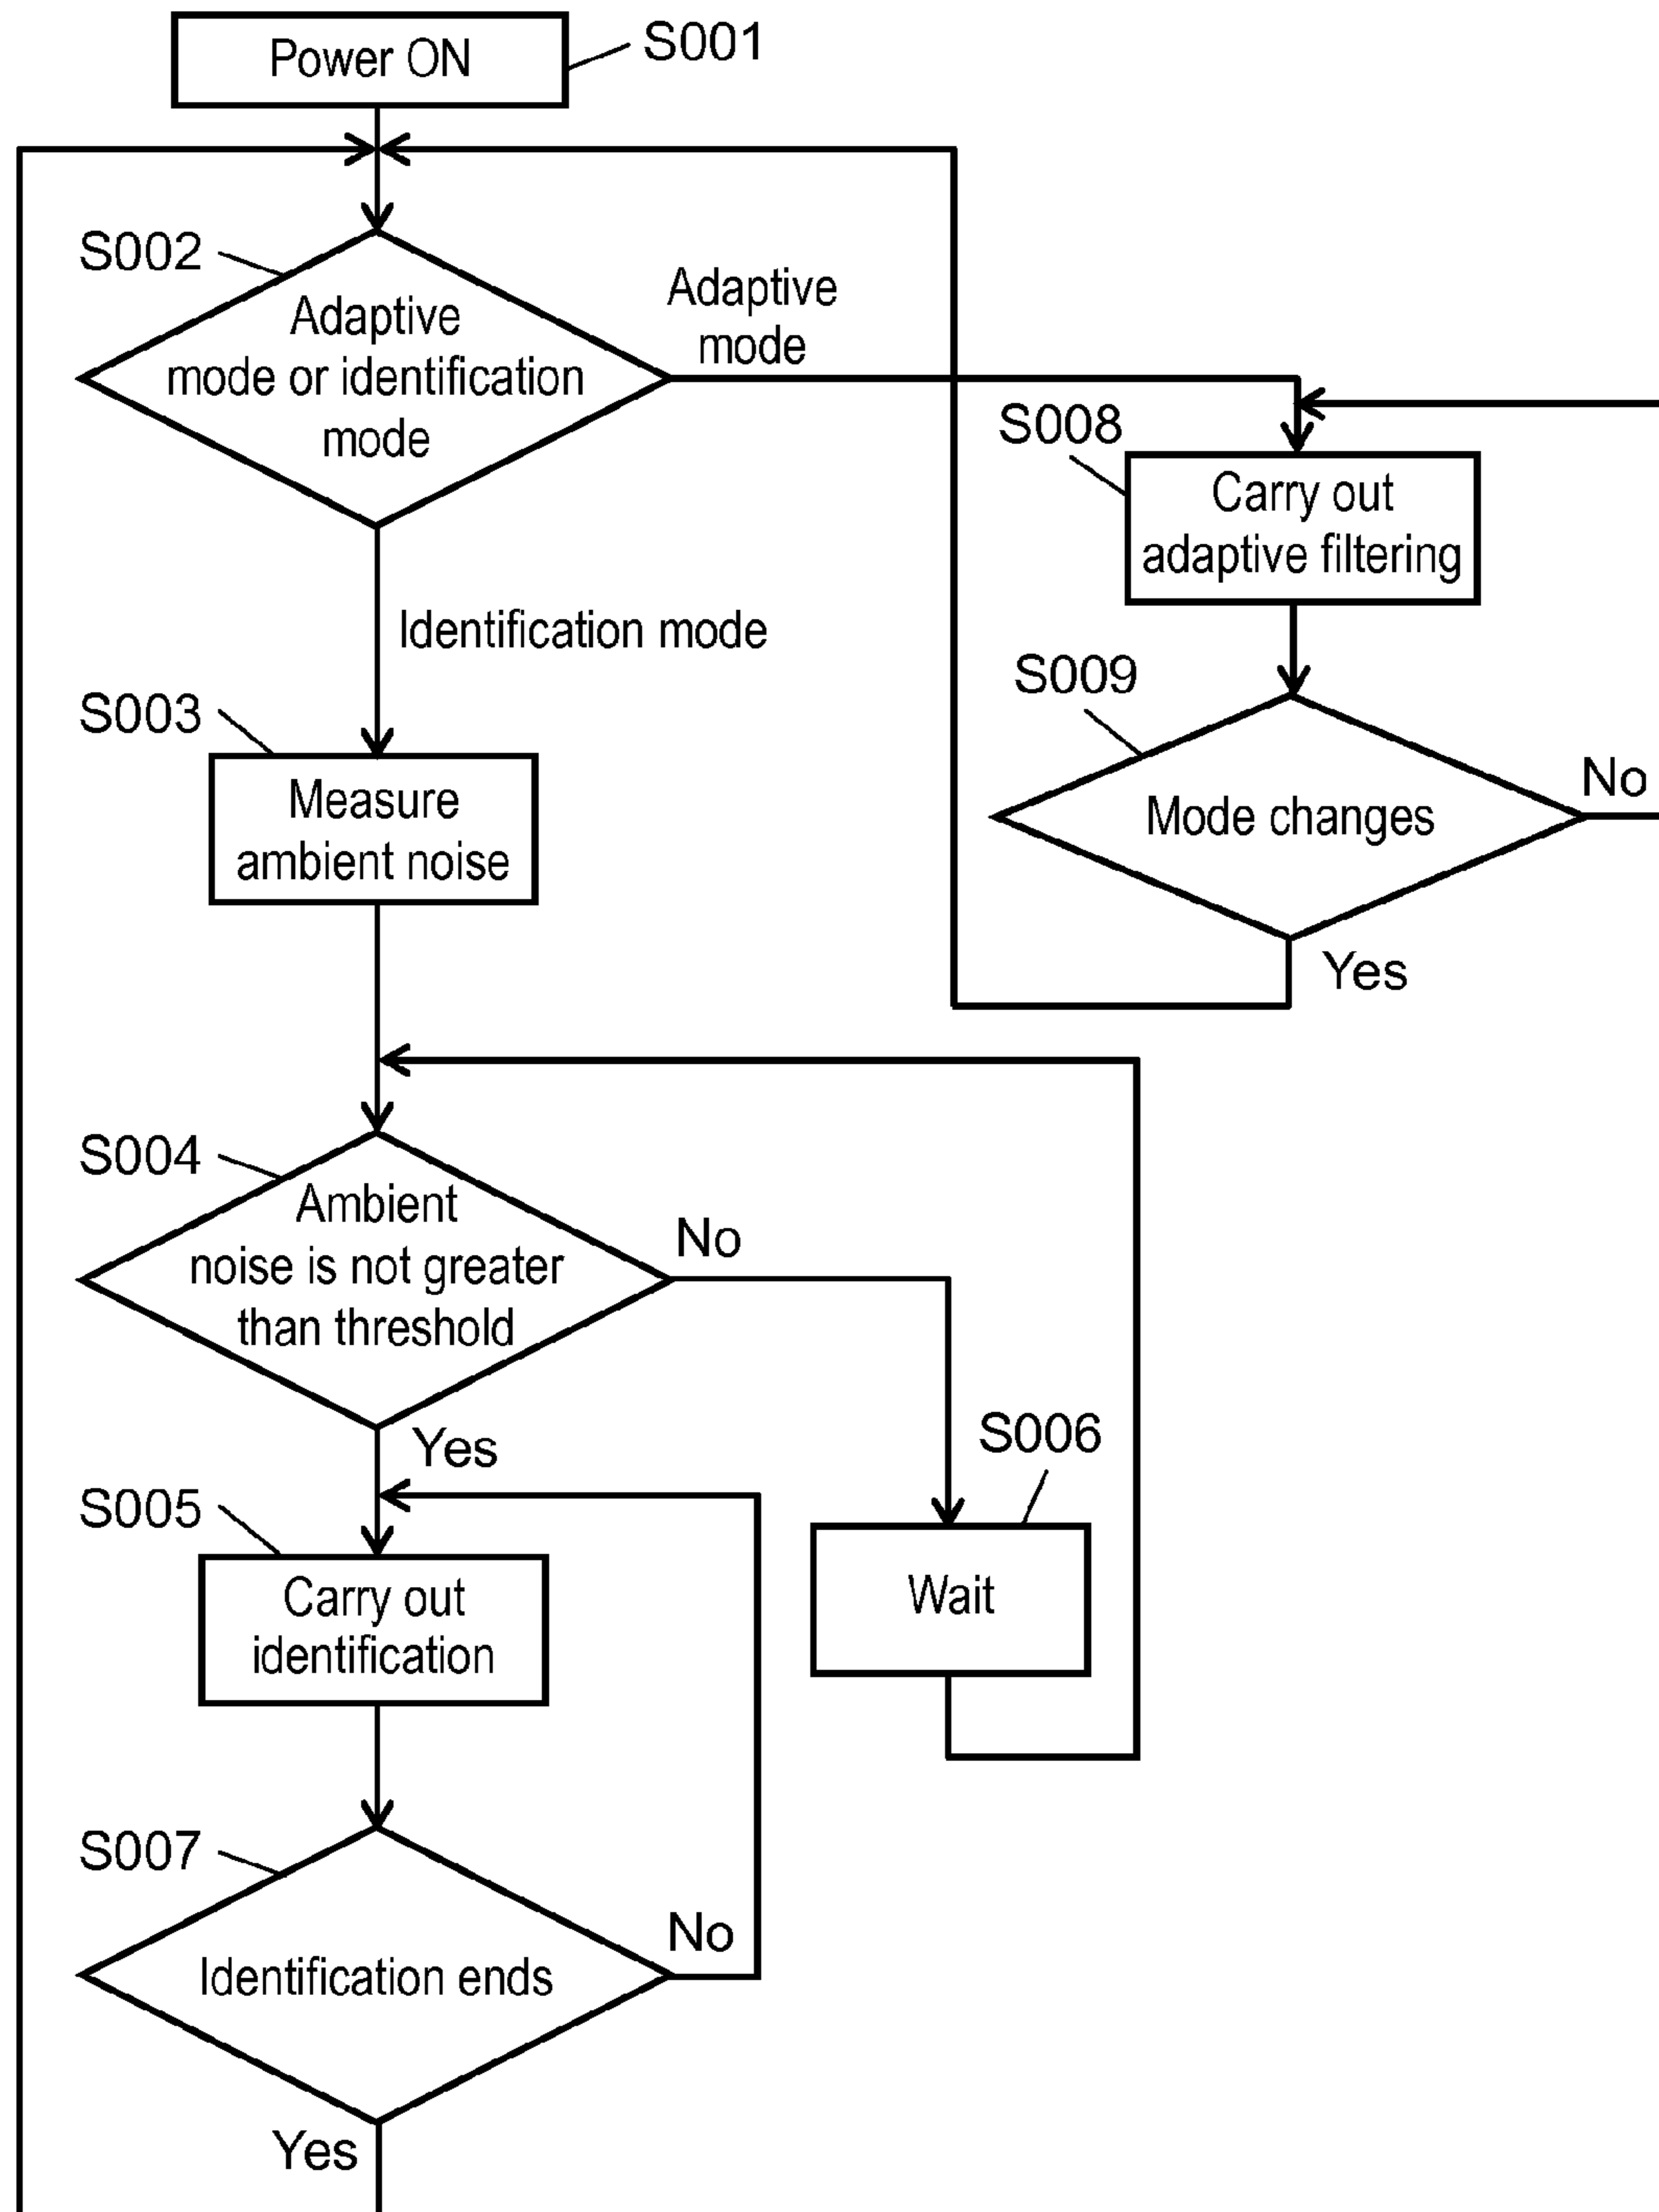 Power ON
S001
S002
Adaptive
mode or identification
mode
Adaptive
mode
Identification mode
S003
Measure
ambient noise
S004
Ambient
noise is not greater
than threshold
No
Yes
S005
Carry out
identification
S006
Wait
S007
Identification ends
No
Yes
S008
Carry out
adaptive filtering
S009
Mode changes
No
Yes